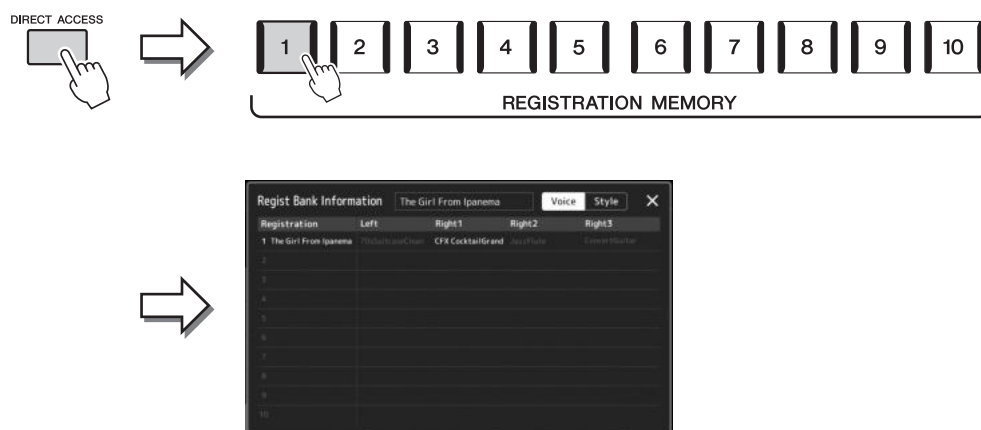 DIRECT ACCESS
1 2 3 4 5 6 7 8 9 10
REGISTRATION MEMORY
Regist Bank Information The Girl From Ipanema Voice Style
Registration Left Right1 Right2 Right3
1 The Girl From Ipanema 70sSuitcaseClean CFX CocktailGrand JazzFlute ConcertGuitar
2
3
4
5
6
7
8
9
10